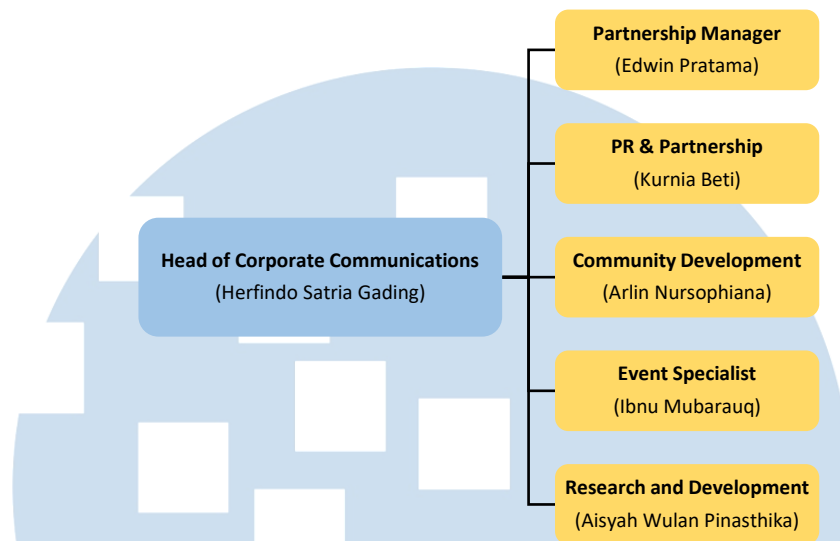 Partnership Manager
(Edwin Pratama)
PR & Partnership
(Kurnia Beti)
Head of Corporate Communications
(Herfindo Satria Gading)
Community Development
(Arlin Nursophiana)
Event Specialist
(Ibnu Mubarauq)
Research and Development
(Aisyah Wulan Pinasthika)